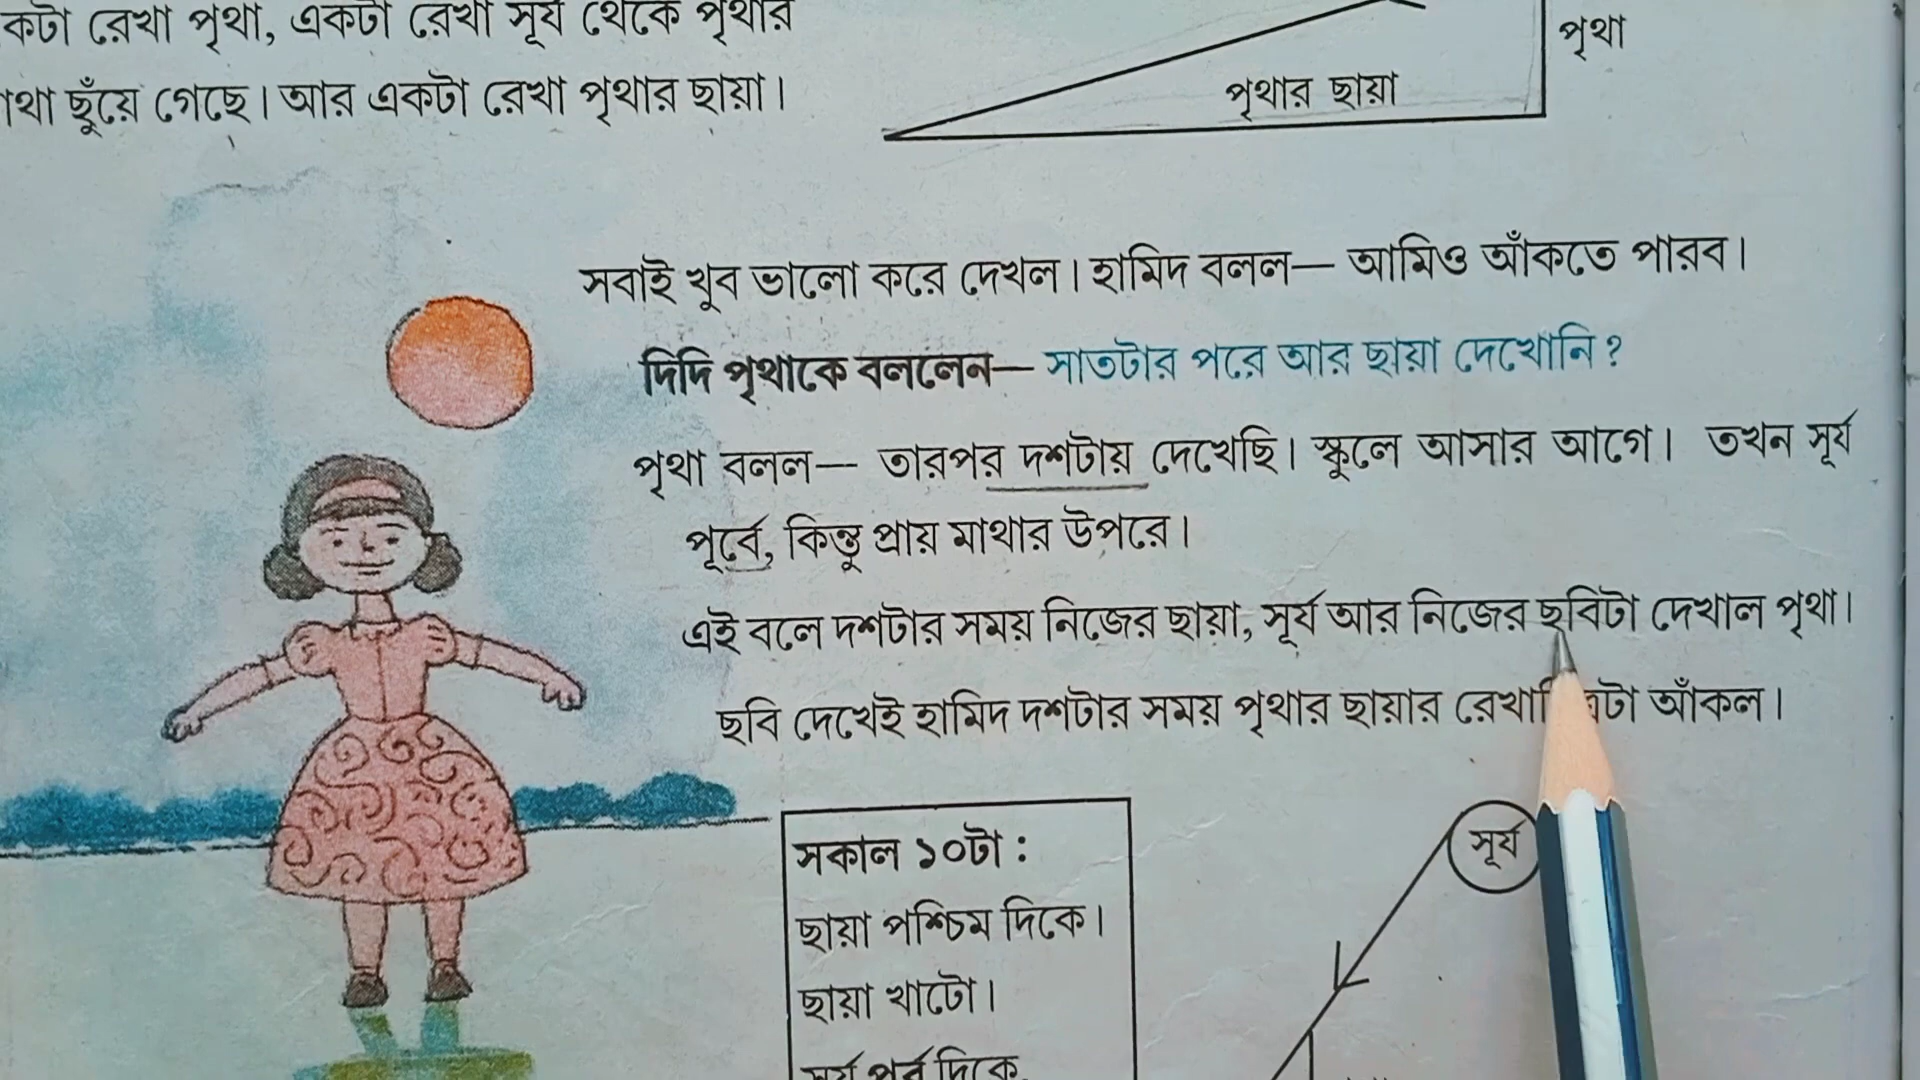 কটা রেখা পৃথা, একটা রেখা সূর্য থেকে পৃথার
পৃথা
াথা ছুঁয়ে গেছে। আর একটা রেখা পৃথার ছায়া।
পৃথার ছায়া
সবাই খুব ভালো করে দেখল। হামিদ বলল— আমিও আঁকতে পারব।
দিদি পৃথাকে বললেন— সাতটার পরে আর ছায়া দেখোনি?
পৃথা বলল— তারপর দশটায় দেখেছি। স্কুলে আসার আগে। তখন সূর্য
পূর্বে, কিন্তু প্রায় মাথার উপরে।
এই বলে দশটার সময় নিজের ছায়া, সূর্য আর নিজের ছবিটা দেখাল পৃথা।
ছবি দেখেই হামিদ দশটার সময় পৃথার ছায়ার আঁকল।
সকাল ১০টা :
ছায়া পশ্চিম দিকে।
ছায়া খাটো।
সূর্য পূর্ব দিকে,
সূর্য